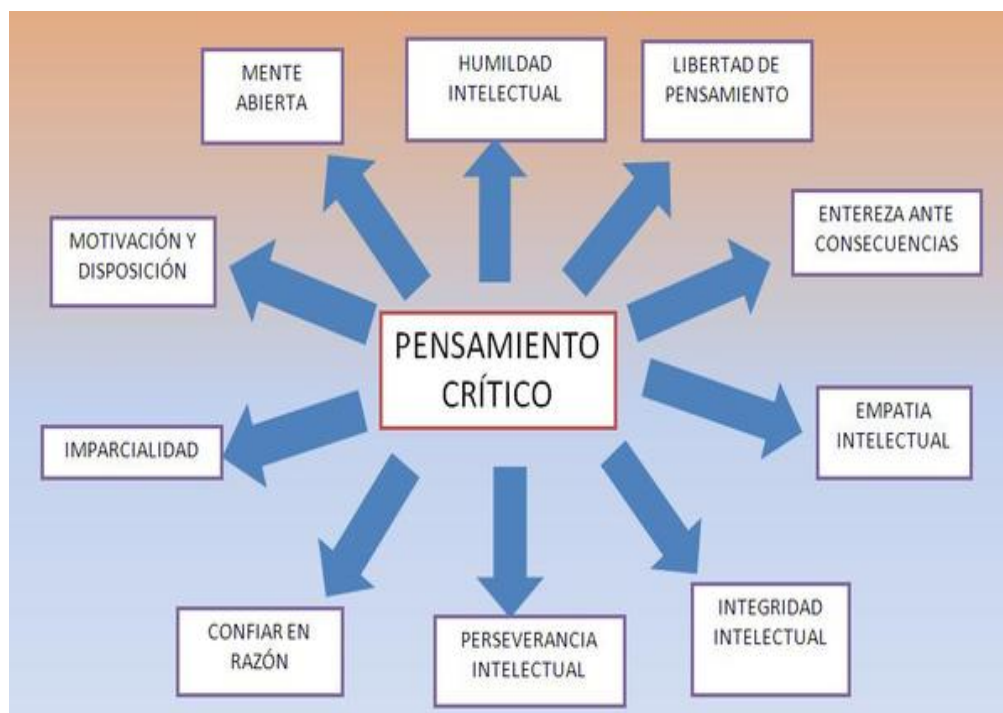 MENTE
ABIERTA
HUMILDAD
INTELECTUAL
LIBERTAD DE
PENSAMIENTO
MOTIVACIÓN Y
DISPOSICIÓN
ENTEREZA ANTE
CONSECUENCIAS
PENSAMIENTO
CRÍTICO
IMPARCIALIDAD
EMPATIA
INTELECTUAL
CONFIAR EN
RAZÓN
PERSEVERANCIA
INTELECTUAL
INTEGRIDAD
INTELECTUAL